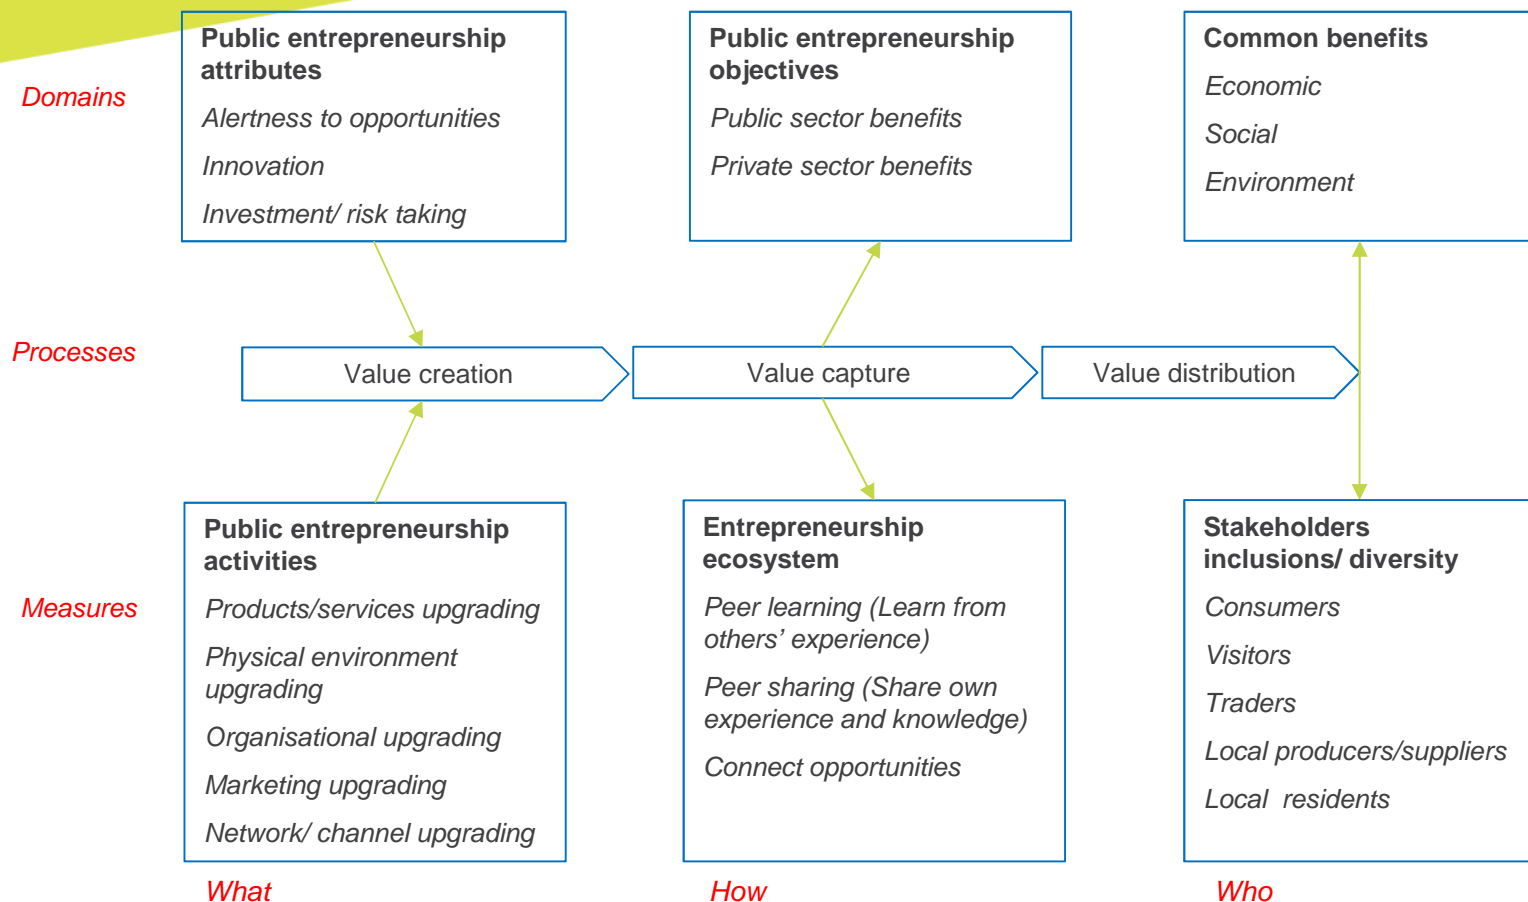 Domains
Public entrepreneurship
attributes
Alertness to opportunities
Innovation
Investment/ risk taking
Public entrepreneurship
objectives
Public sector benefits
Private sector benefits
Common benefits
Economic
Social
Environment
Processes
Value creation
Value capture
Value distribution
Measures
Public entrepreneurship
activities
Products/services upgrading
Physical environment
upgrading
Organisational upgrading
Marketing upgrading
Network/ channel upgrading
Entrepreneurship
ecosystem
Peer learning (Learn from
others’ experience)
Peer sharing (Share own
experience and knowledge)
Connect opportunities
Stakeholders
inclusions/ diversity
Consumers
Visitors
Traders
Local producers/suppliers
Local residents
What
How
Who